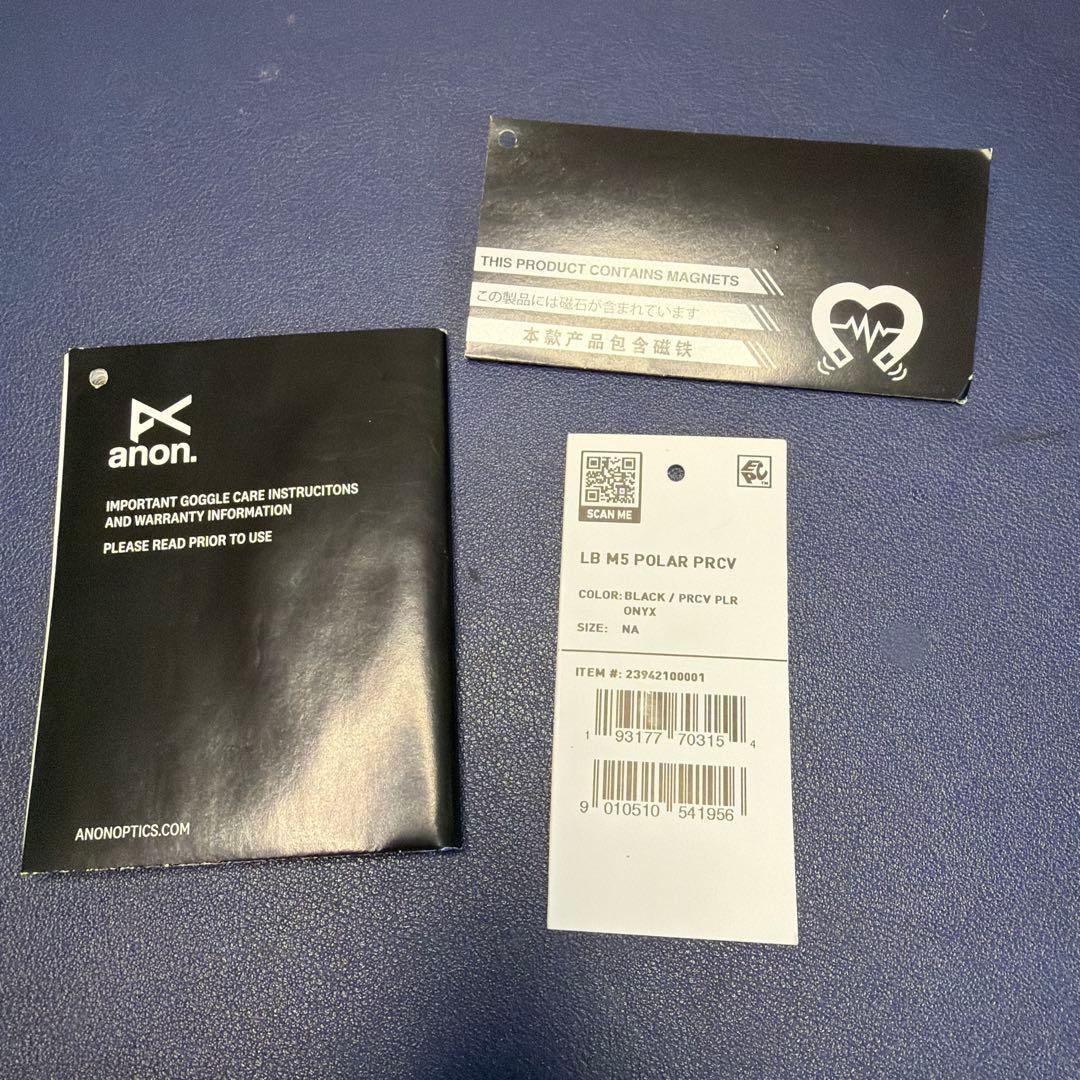 THIS PRODUCT CONTAINS MAGNETS
この製品には磁石が含まれています
本款产品包含磁铁
anon.
IMPORTANT GOGGLE CARE INSTRUCITONS
AND WARRANTY INFORMATION
PLEASE READ PRIOR TO USE
ANONOPTICS.COM
SCAN ME
EPC™
LB M5 POLAR PRCV
COLOR: BLACK / PRCV PLR
ONYX
SIZE: NA
ITEM #: 23942100001
1 93177 70315 4
9 010510 541956